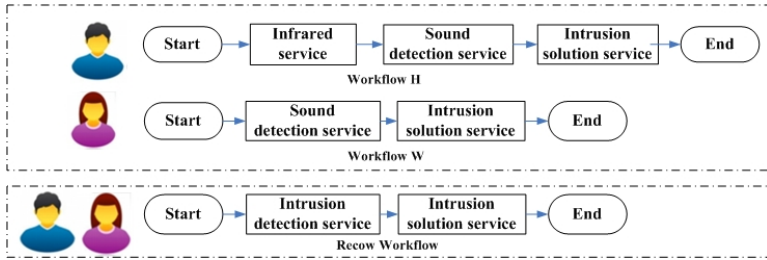 Start
Infrared
service
Sound
detection service
Intrusion
solution service
End
Workflow H
Start
Sound
detection service
Intrusion
solution service
End
Workflow W
Start
Intrusion
detection service
Intrusion
solution service
End
Recow Workflow